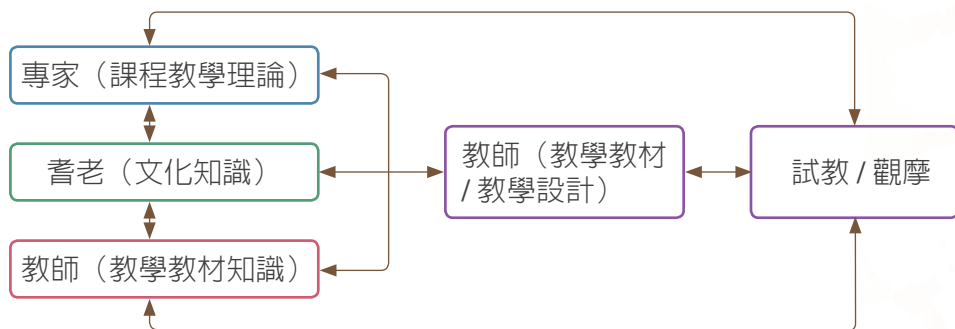 專家（課程教學理論）
耆老（文化知識）
教師（教學教材知識）
教師（教學教材
/ 教學設計）
試教 / 觀摩